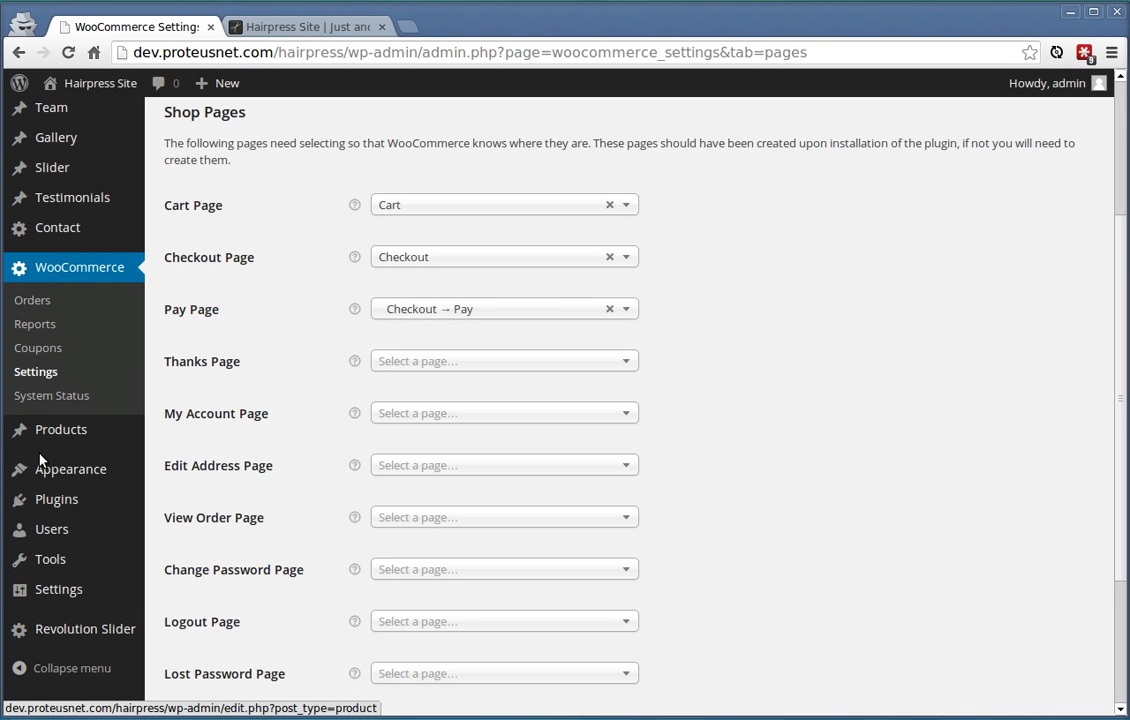 WooCommerce Settings
Hairpress Site | Just an
dev.proteusnet.com/hairpress/wp-admin/admin.php?page=woocommerce_settings&tab=pages
9
Hairpress Site
0
New
Howdy, admin
Team
Gallery
Slider
Testimonials
Contact
WooCommerce
Orders
Reports
Coupons
Settings
System Status
Products
Appearance
Plugins
Users
Tools
Settings
Revolution Slider
Collapse menu
Shop Pages
The following pages need selecting so that WooCommerce knows where they are. These pages should have been created upon installation of the plugin, if not you will need to
create them.
Cart Page ? Cart
Checkout Page ? Checkout
Pay Page ? Checkout → Pay
Thanks Page ? Select a page…
My Account Page ? Select a page…
Edit Address Page ? Select a page…
View Order Page ? Select a page…
Change Password Page ? Select a page…
Logout Page ? Select a page…
Lost Password Page ? Select a page…
dev.proteusnet.com/hairpress/wp-admin/edit.php?post_type=product